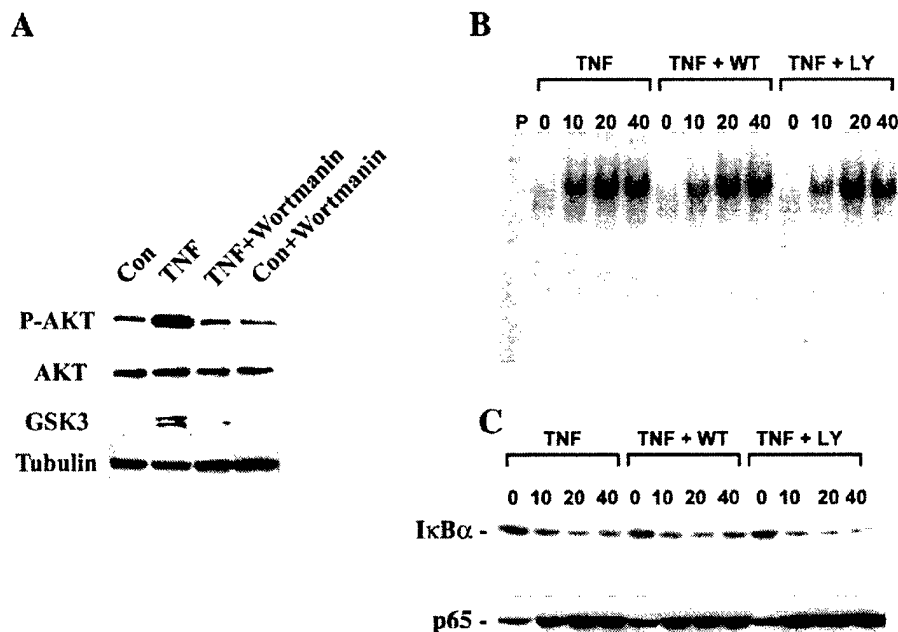 A
Con TNF TNF+Wortmanin Con+Wortmanin
P-AKT
AKT
GSK3
Tubulin
B
TNF TNF + WT TNF + LY
P 0 10 20 40 0 10 20 40 0 10 20 40
C
TNF TNF + WT TNF + LY
0 10 20 40 0 10 20 40 0 10 20 40
IκBα -
p65 -